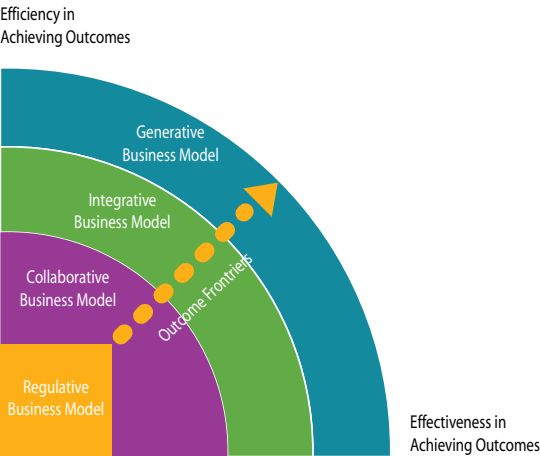 Efficiency in
Achieving Outcomes
Generative
Business Model
Integrative
Business Model
Collaborative
Business Model
Outcome Frontriers
Regulative
Business Model
Effectiveness in
Achieving Outcomes